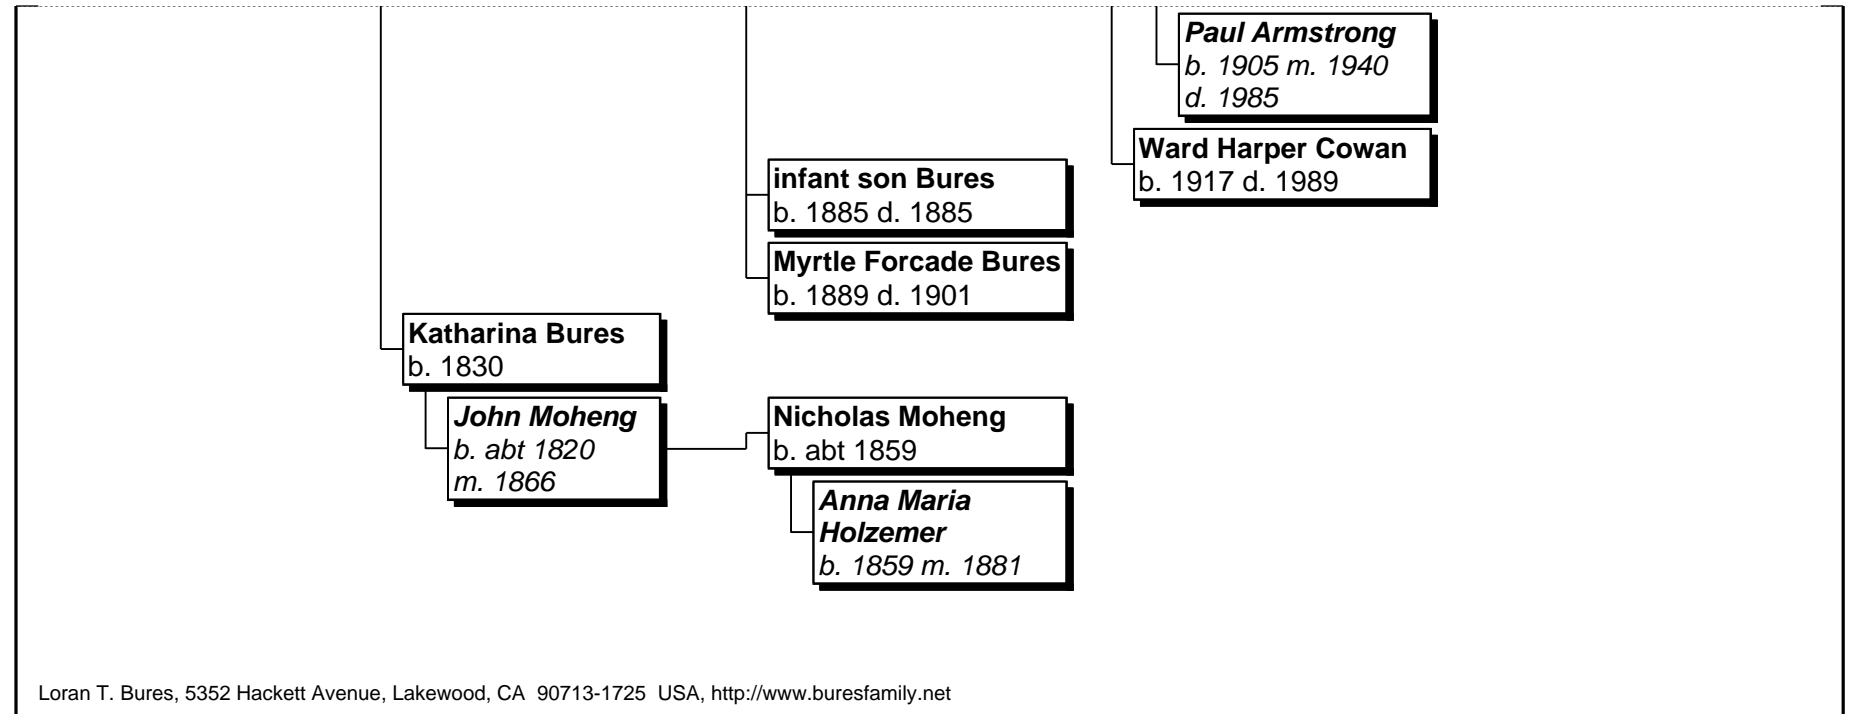 Paul Armstrong
b. 1905 m. 1940
d. 1985
Ward Harper Cowan
b. 1917 d. 1989
infant son Bures
b. 1885 d. 1885
Myrtle Forcade Bures
b. 1889 d. 1901
Katharina Bures
b. 1830
John Moheng
b. abt 1820
m. 1866
Nicholas Moheng
b. abt 1859
Anna Maria
Holzemer
b. 1859 m. 1881
Loran T. Bures, 5352 Hackett Avenue, Lakewood, CA  90713-1725  USA, http://www.buresfamily.net